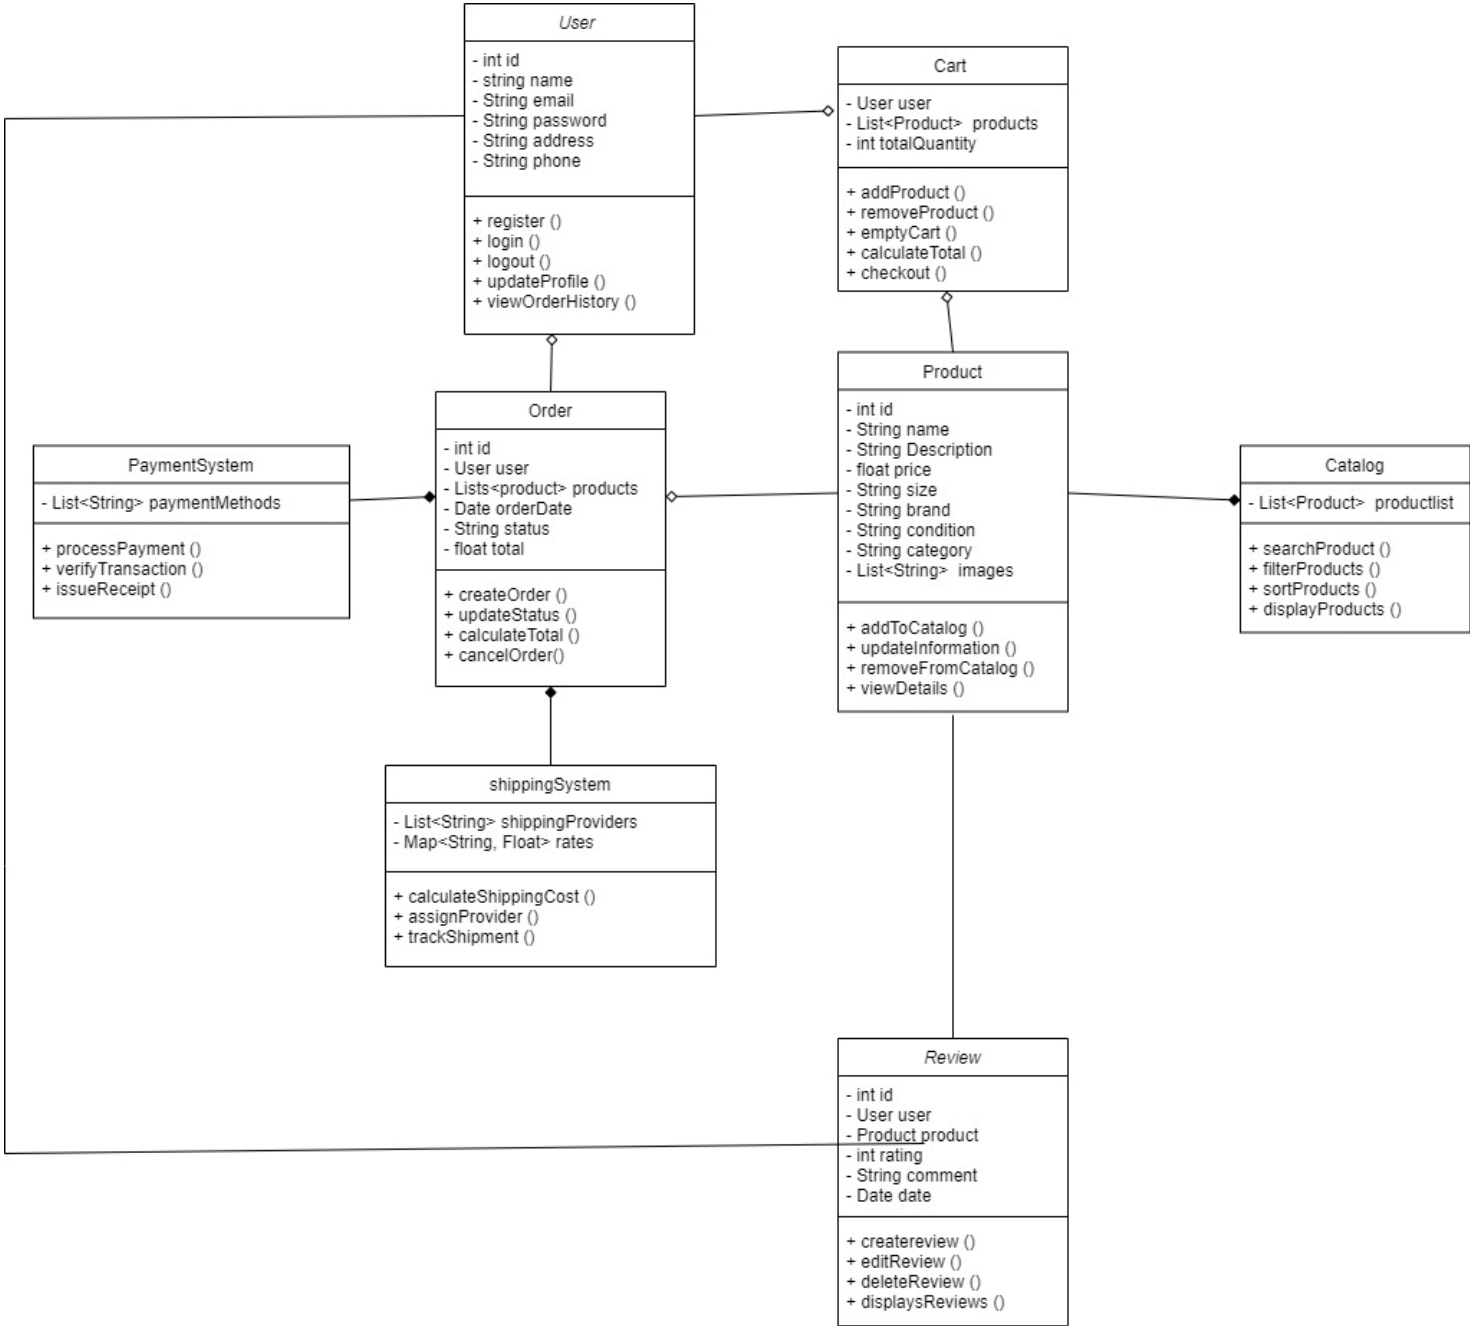 User
- int id
- string name
- String email
- String password
- String address
- String phone
+ register ()
+ login ()
+ logout ()
+ updateProfile ()
+ viewOrderHistory ()
Cart
- User user
- List<Product>  products
- int totalQuantity
+ addProduct ()
+ removeProduct ()
+ emptyCart ()
+ calculateTotal ()
+ checkout ()
Order
- int id
- User user
- Lists<product> products
- Date orderDate
- String status
- float total
+ createOrder ()
+ updateStatus ()
+ calculateTotal ()
+ cancelOrder()
Product
- int id
- String name
- String Description
- float price
- String size
- String brand
- String condition
- String category
- List<String>  images
+ addToCatalog ()
+ updateInformation ()
+ removeFromCatalog ()
+ viewDetails ()
PaymentSystem
- List<String> paymentMethods
+ processPayment ()
+ verifyTransaction ()
+ issueReceipt ()
Catalog
- List<Product>  productlist
+ searchProduct ()
+ filterProducts ()
+ sortProducts ()
+ displayProducts ()
shippingSystem
- List<String> shippingProviders
- Map<String, Float> rates
+ calculateShippingCost ()
+ assignProvider ()
+ trackShipment ()
Review
- int id
- User user
- Product product
- int rating
- String comment
- Date date
+ createreview ()
+ editReview ()
+ deleteReview ()
+ displaysReviews ()